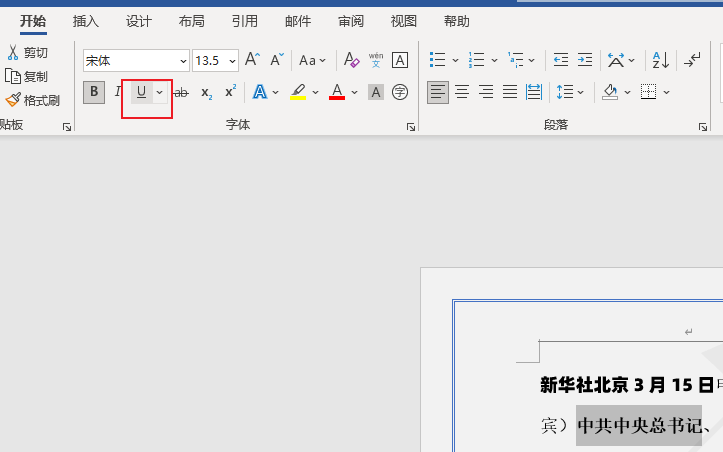 开始 插入 设计 布局 引用 邮件 审阅 视图 帮助
剪切
宋体 13.5 A A Aa wén 文 A
复制
B I U ab x2 x2 A A A 字
格式刷
贴板 字体 段落
新华社北京 3 月 15 日
宾）中共中央总书记、